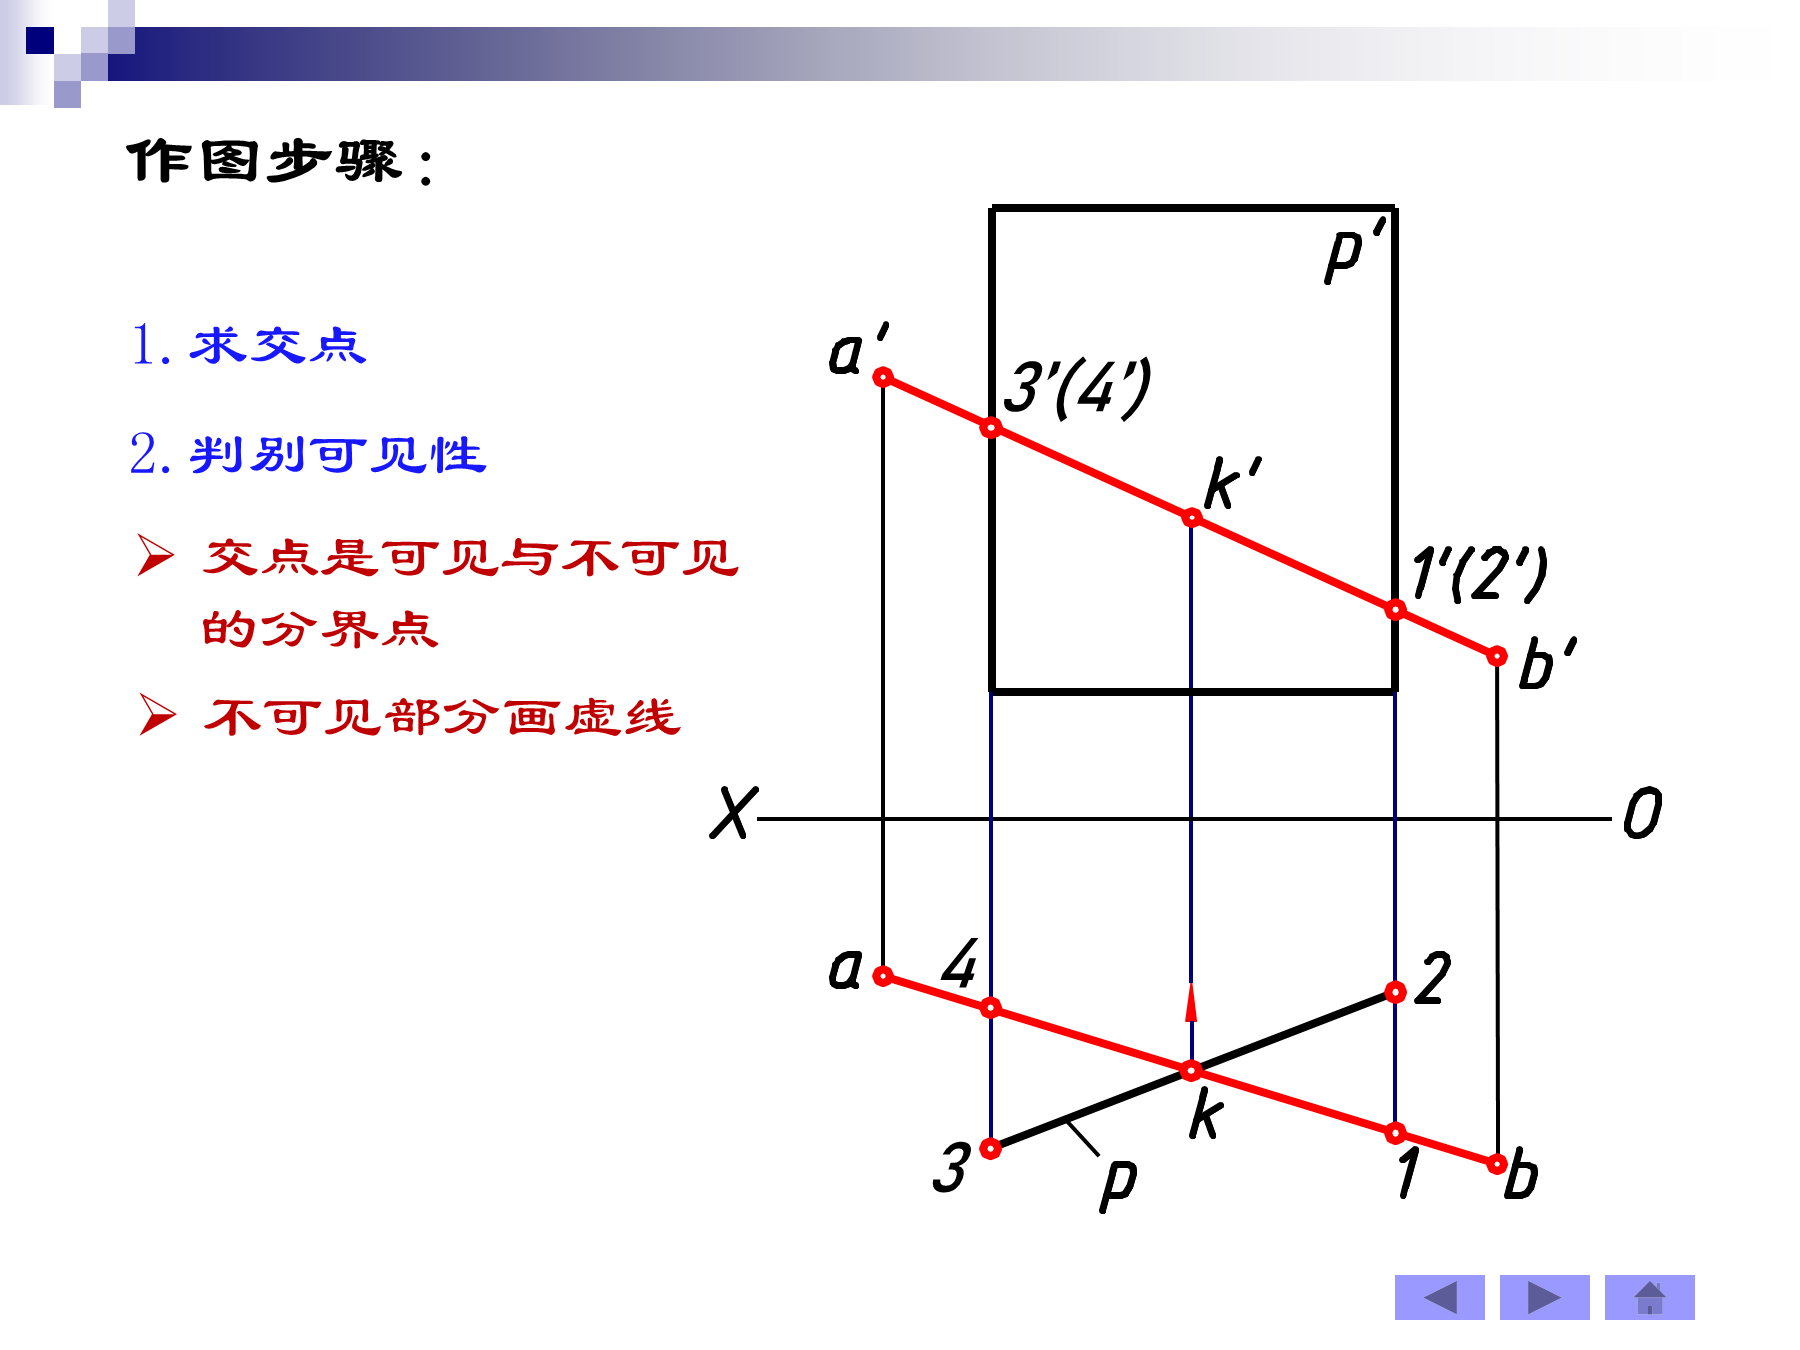 作图步骤：
1.求交点
2.判别可见性
交点是可见与不可见
的分界点
不可见部分画虚线
p'
a'
3'(4')
k'
1'(2')
b'
X
O
a
4
2
k
3
p
1
b